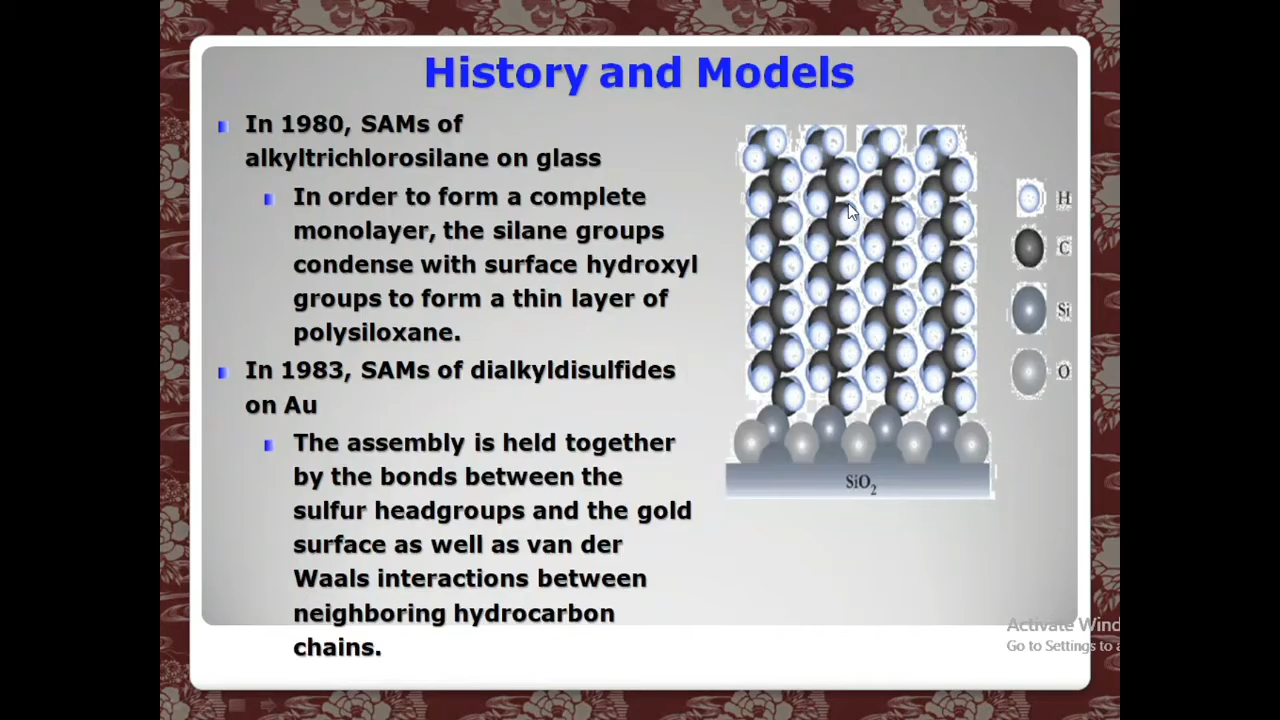 History and Models
In 1980, SAMs of
alkyltrichlorosilane on glass
In order to form a complete
monolayer, the silane groups
condense with surface hydroxyl
groups to form a thin layer of
polysiloxane.
In 1983, SAMs of dialkyldisulfides
on Au
The assembly is held together
by the bonds between the
sulfur headgroups and the gold
surface as well as van der
Waals interactions between
neighboring hydrocarbon
chains.
H
C
Si
O
SiO2
Activate Wind
Go to Settings to a